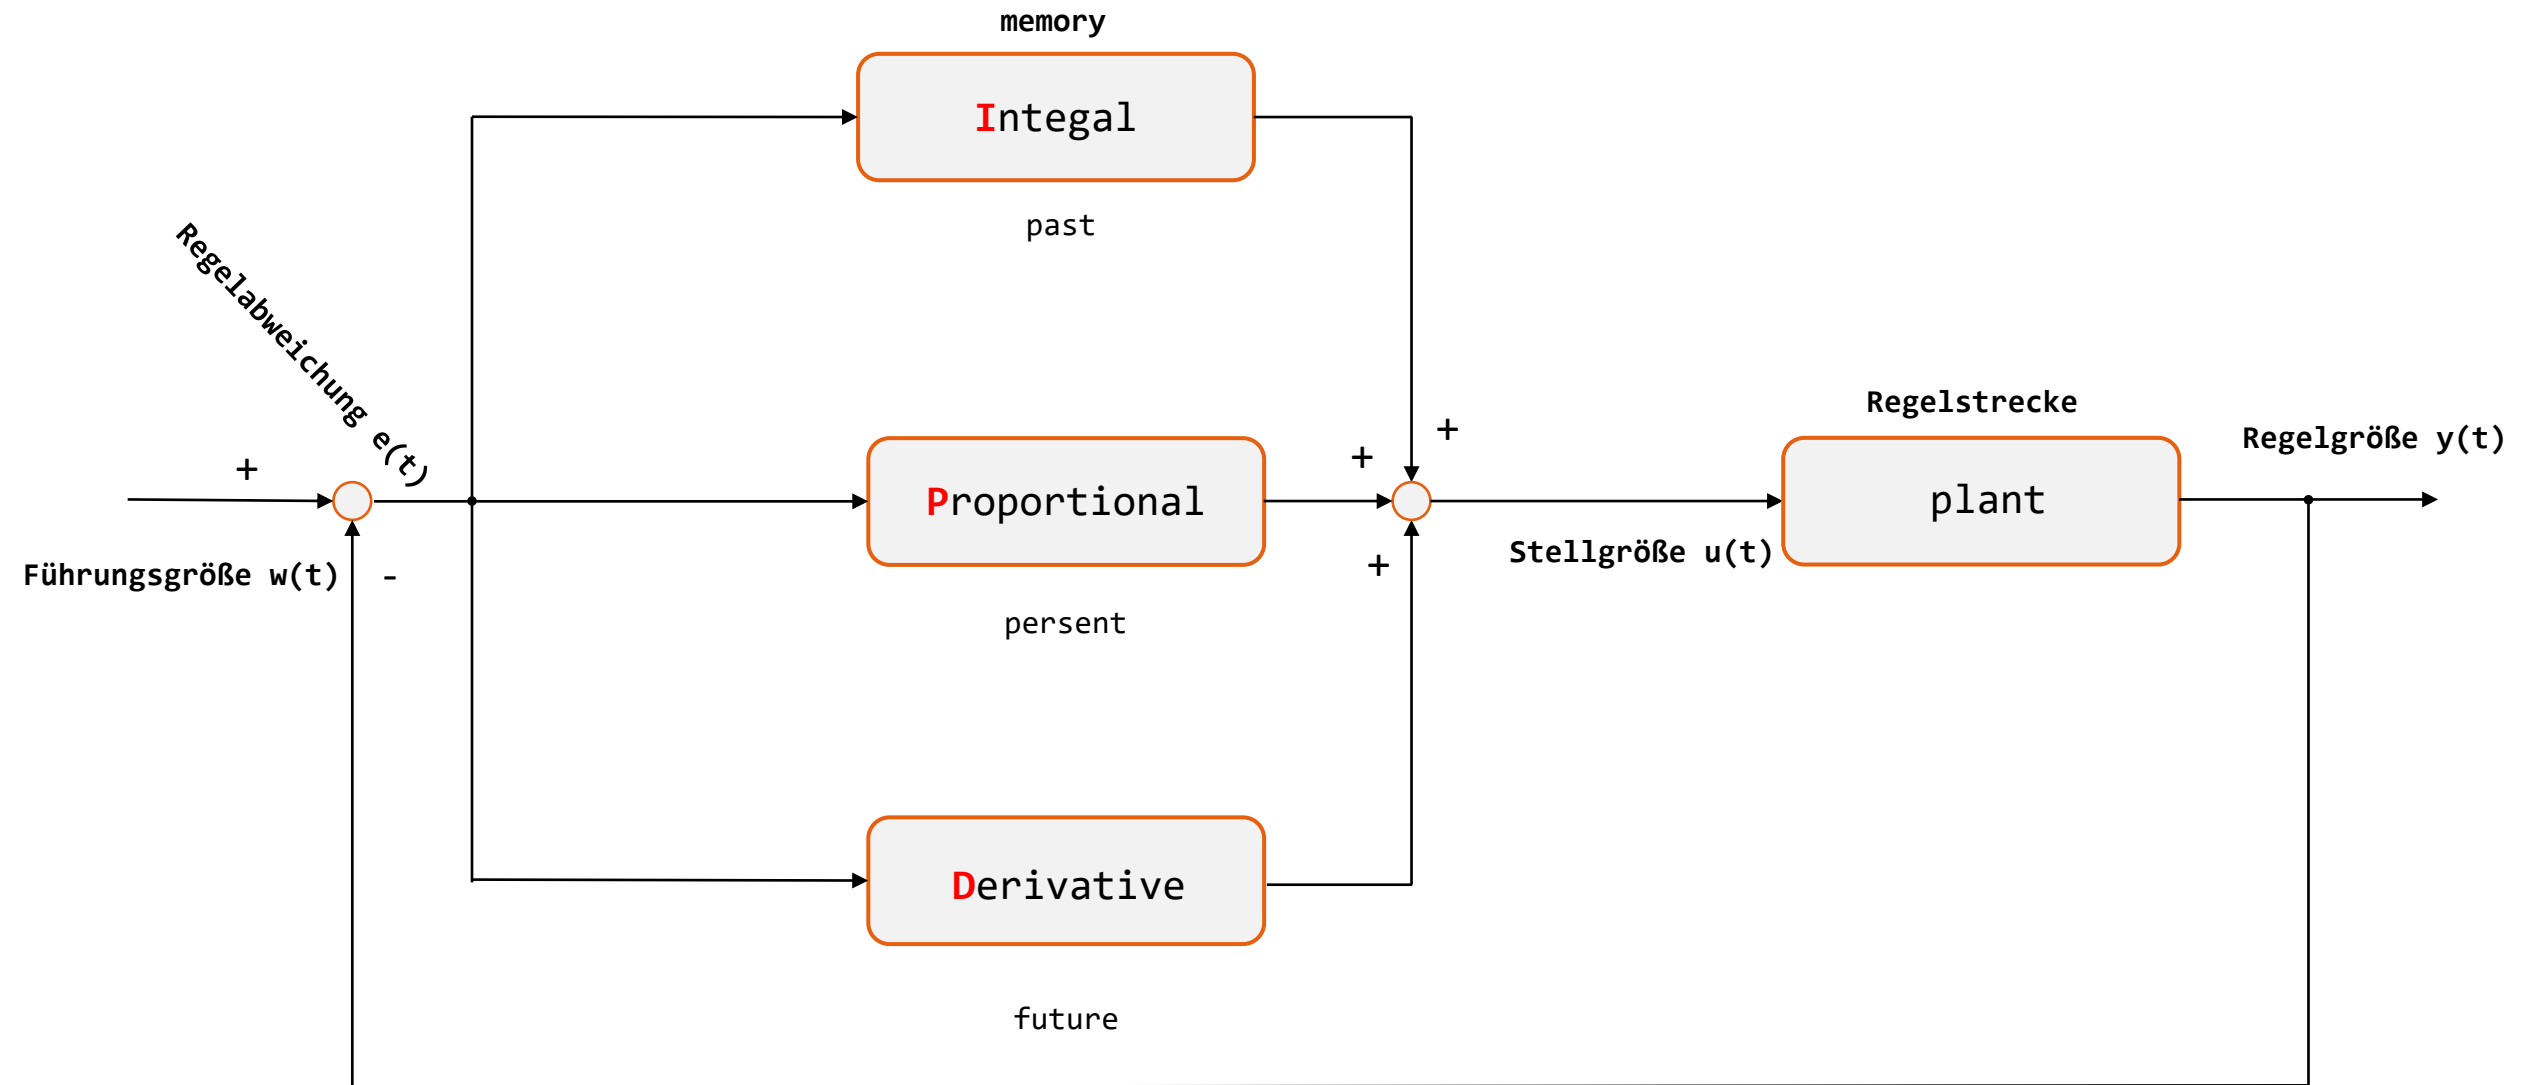 memory
Integal
past
Regelabweichung e(t)
+
Führungsgröße w(t)
-
Proportional
persent
Derivative
future
+
+
+
Stellgröße u(t)
Regelstrecke
plant
Regelgröße y(t)